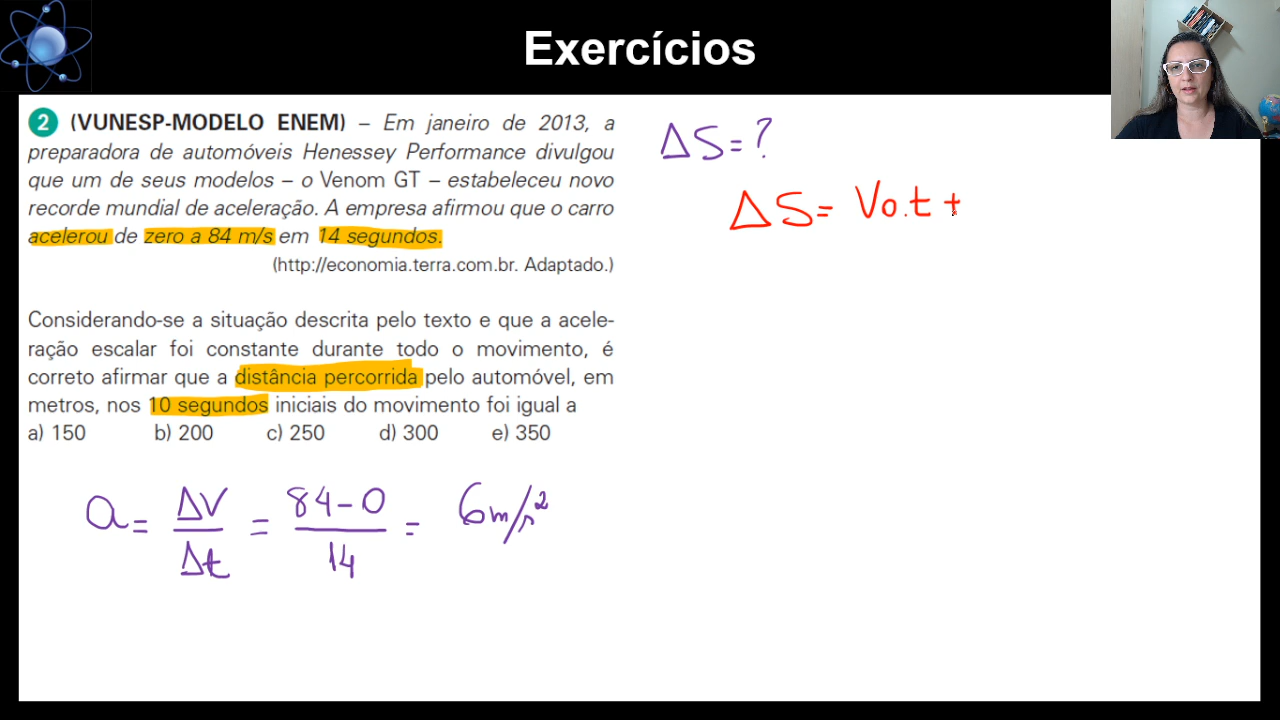 Exercícios
2 (VUNESP-MODELO ENEM) – Em janeiro de 2013, a
preparadora de automóveis Henessey Performance divulgou
que um de seus modelos – o Venom GT – estabeleceu novo
recorde mundial de aceleração. A empresa afirmou que o carro
acelerou de zero a 84 m/s em 14 segundos.
(http://economia.terra.com.br. Adaptado.)
Considerando-se a situação descrita pelo texto e que a acele-
ração escalar foi constante durante todo o movimento, é
correto afirmar que a distância percorrida pelo automóvel, em
metros, nos 10 segundos iniciais do movimento foi igual a
a) 150 b) 200 c) 250 d) 300 e) 350
a = ΔV/Δt = 84 – 0/14 = 6m/s²
ΔS = ?
ΔS = V0.t +